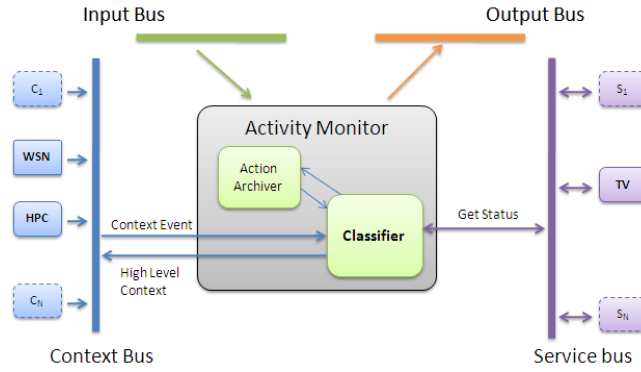 Input Bus
Output Bus
C1
WSN
HPC
CN
Activity Monitor
Action
Archiver
Classifier
Context Event
High Level
Context
Get Status
S1
TV
SN
Context Bus
Service bus